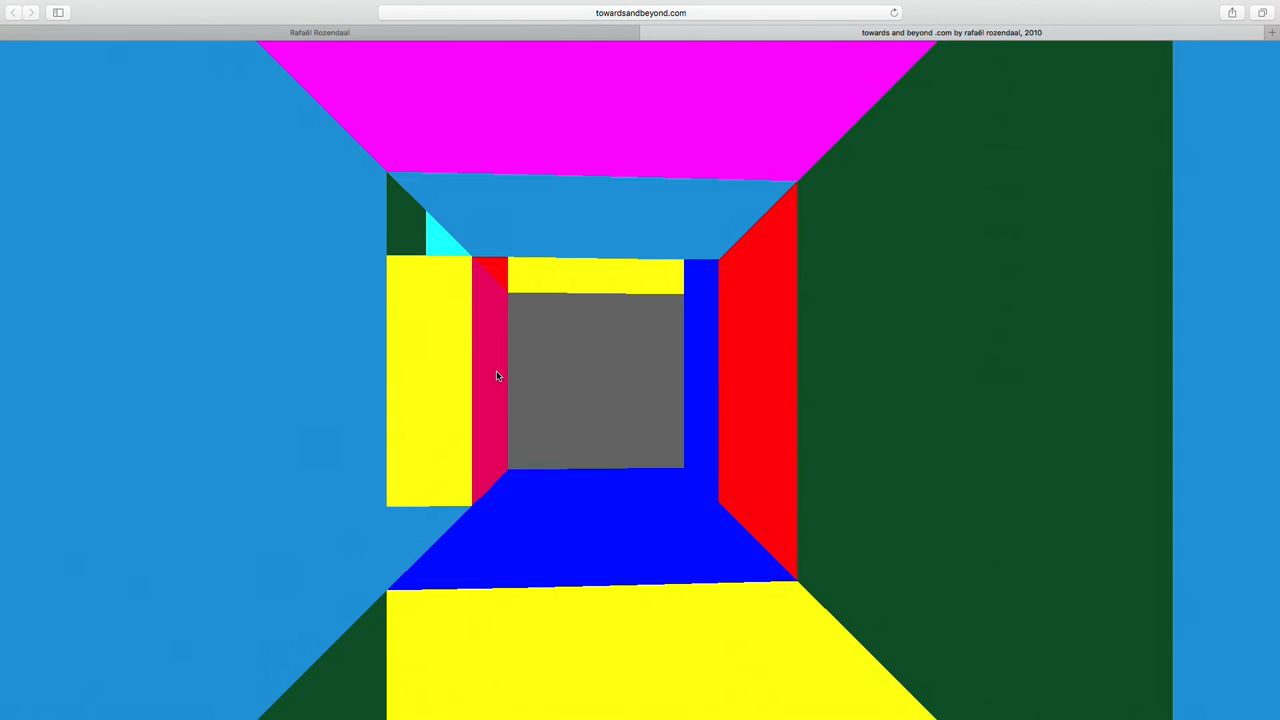 towardsandbeyond.com
Rafaël Rozendaal
towards and beyond .com by rafaël rozendaal, 2010